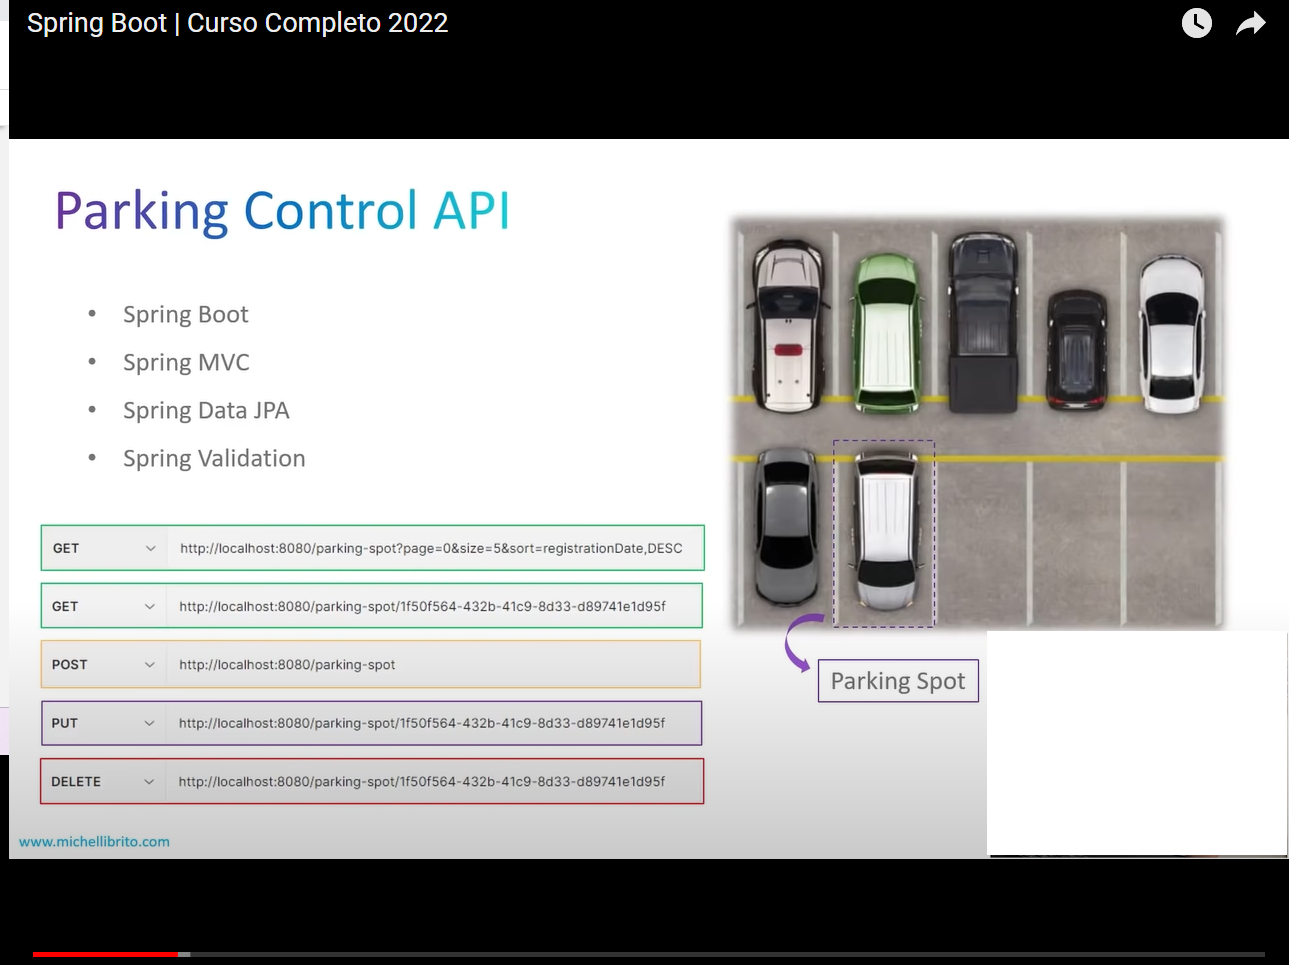 Spring Boot | Curso Completo 2022
Parking Control API
• Spring Boot
• Spring MVC
• Spring Data JPA
• Spring Validation
GET http://localhost:8080/parking-spot?page=0&size=5&sort=registrationDate,DESC
GET http://localhost:8080/parking-spot/1f50f564-432b-41c9-8d33-d89741e1d95f
POST http://localhost:8080/parking-spot
PUT http://localhost:8080/parking-spot/1f50f564-432b-41c9-8d33-d89741e1d95f
DELETE http://localhost:8080/parking-spot/1f50f564-432b-41c9-8d33-d89741e1d95f
Parking Spot
www.michellibrito.com